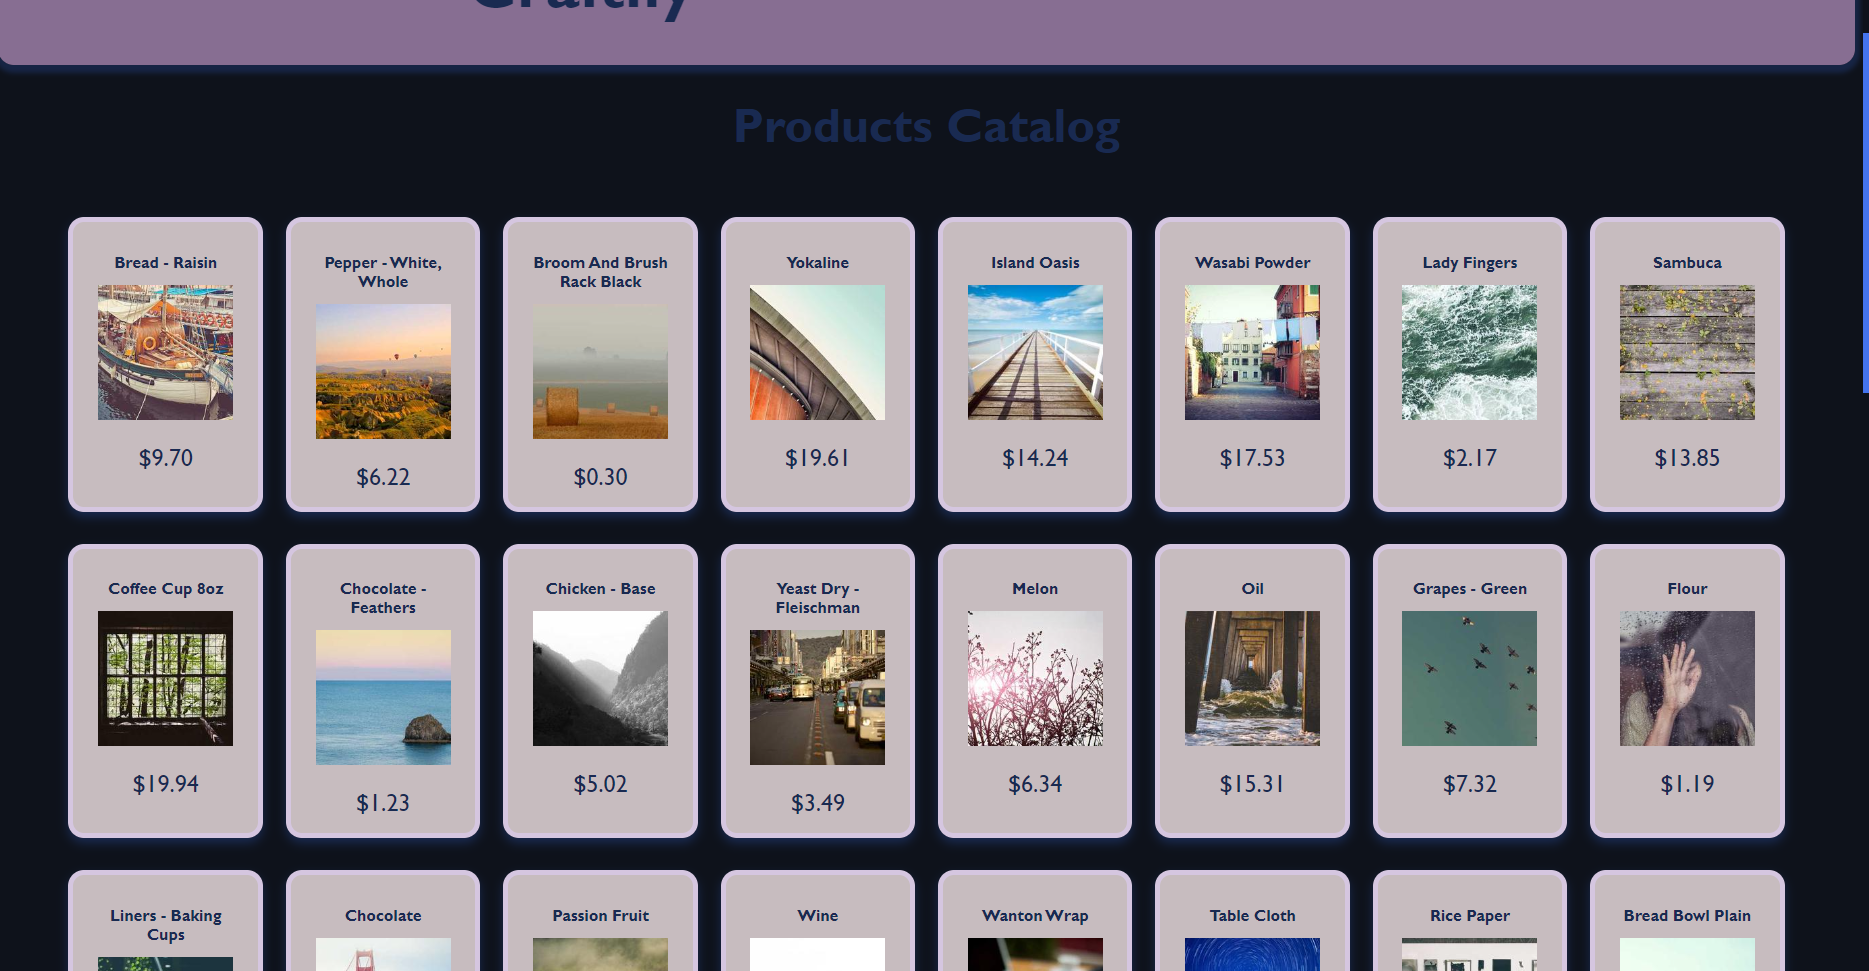 Products Catalog
Bread - Raisin
Pepper - White,
Whole
Broom And Brush
Rack Black
Yokaline
Island Oasis
Wasabi Powder
Lady Fingers
Sambuca
$9.70
$6.22
$0.30
$19.61
$14.24
$17.53
$2.17
$13.85
Coffee Cup 8oz
Chocolate -
Feathers
Chicken - Base
Yeast Dry -
Fleischman
Melon
Oil
Grapes - Green
Flour
$19.94
$1.23
$5.02
$3.49
$6.34
$15.31
$7.32
$1.19
Liners - Baking
Cups
Chocolate
Passion Fruit
Wine
Wanton Wrap
Table Cloth
Rice Paper
Bread Bowl Plain